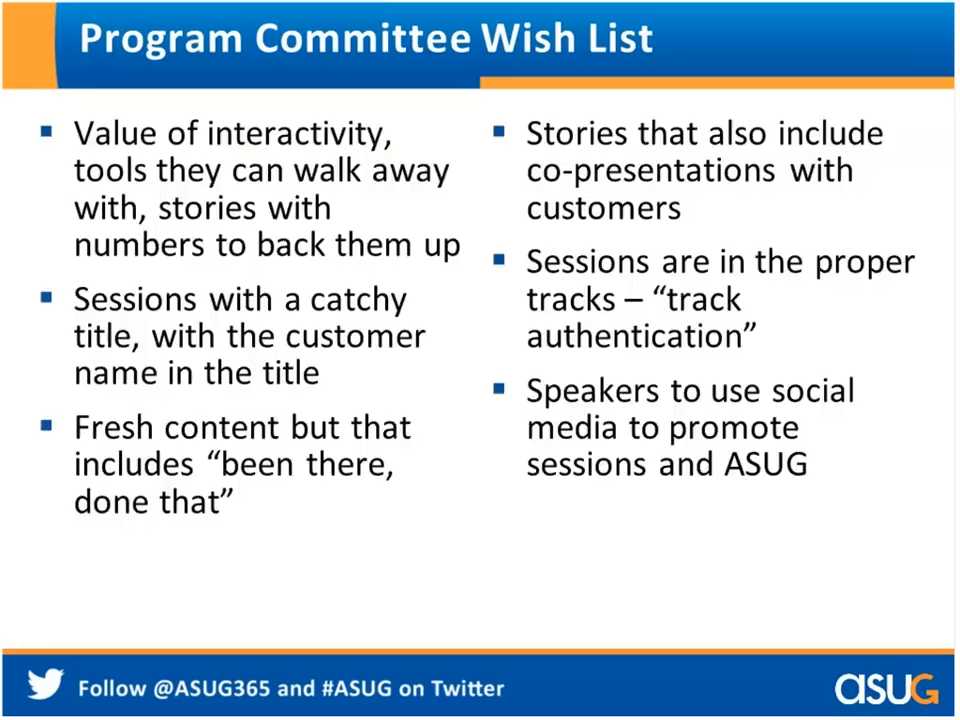 Program Committee Wish List
▪ Value of interactivity,
tools they can walk away
with, stories with
numbers to back them up
▪ Sessions with a catchy
title, with the customer
name in the title
▪ Fresh content but that
includes “been there,
done that”
▪ Stories that also include
co-presentations with
customers
▪ Sessions are in the proper
tracks – “track
authentication”
▪ Speakers to use social
media to promote
sessions and ASUG
Follow @ASUG365 and #ASUG on Twitter
asuG